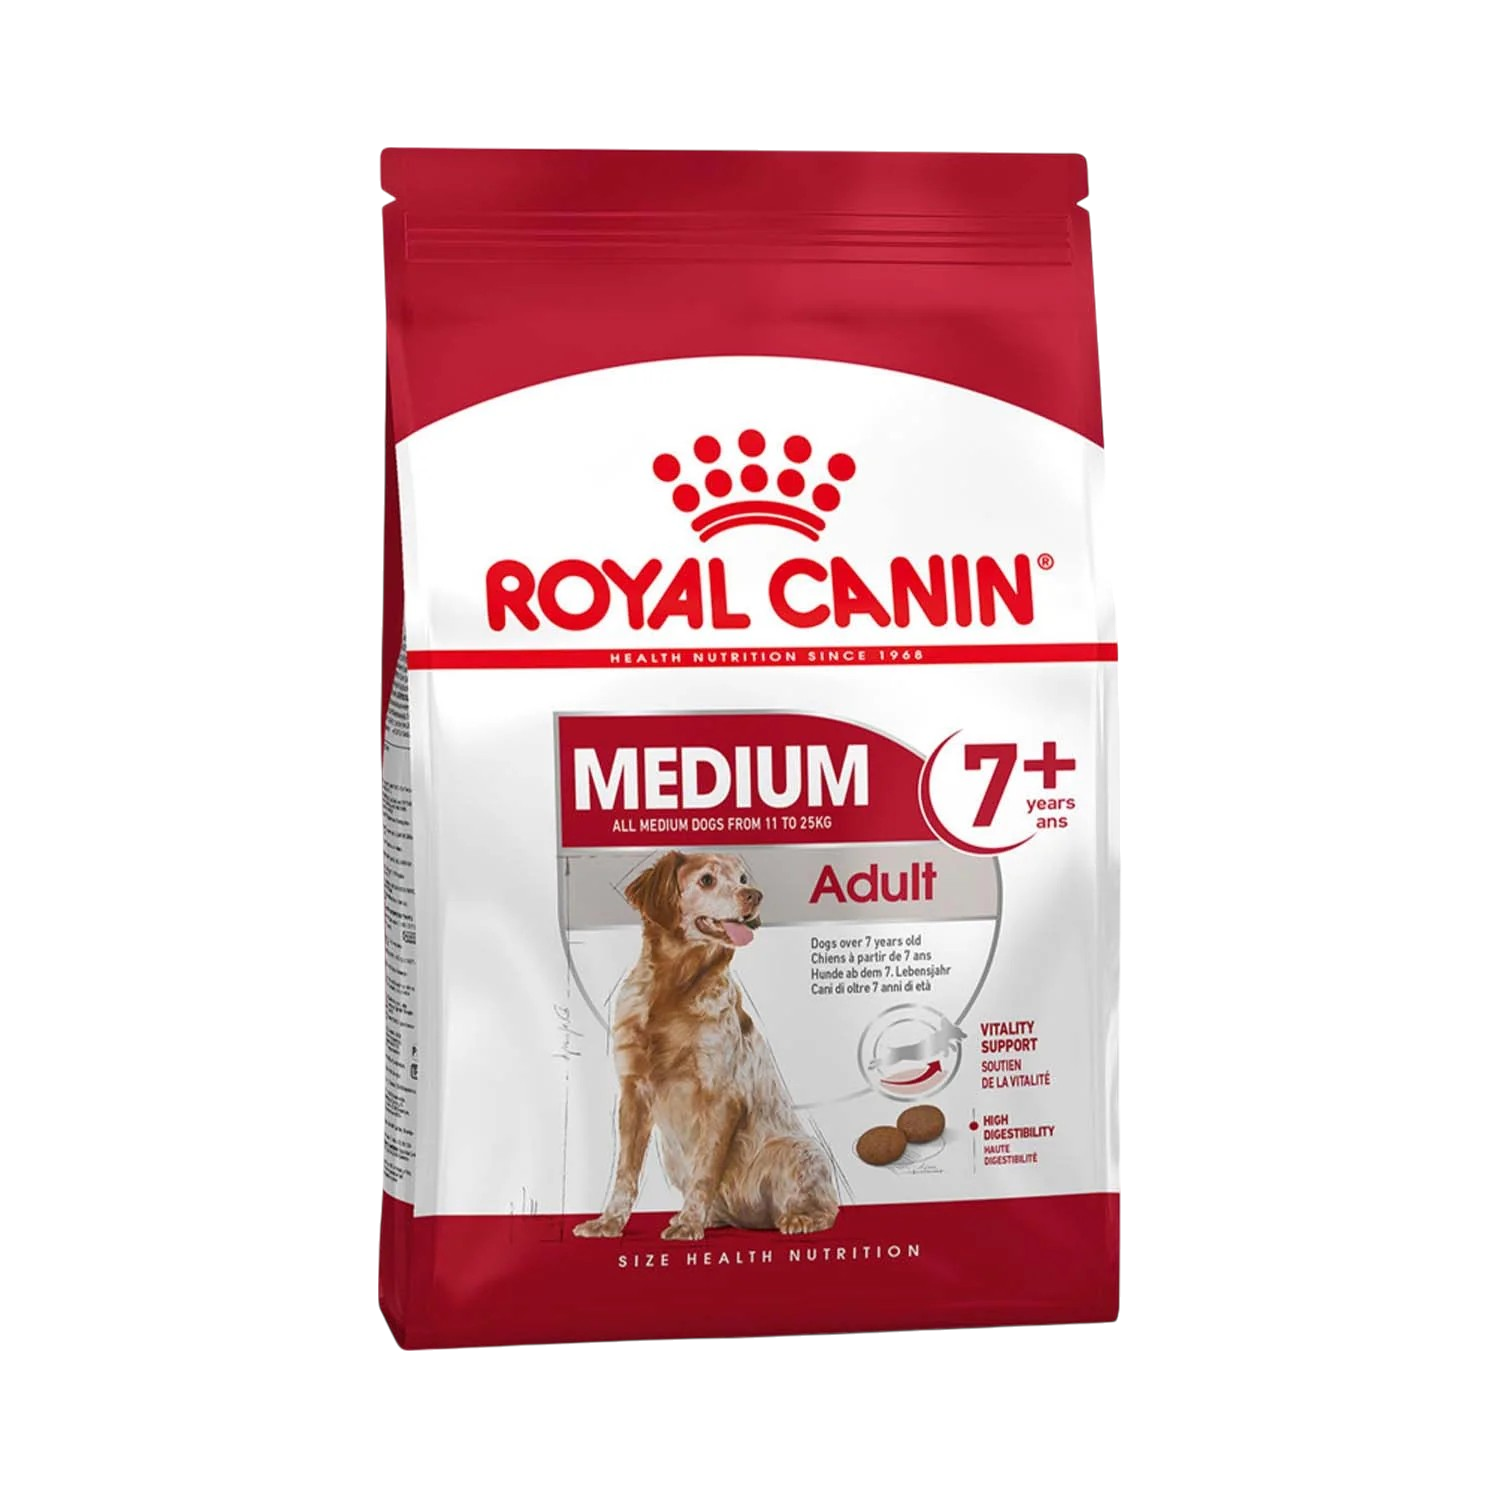 ROYAL CANIN®
HEALTH NUTRITION SINCE 1968
MEDIUM
ALL MEDIUM DOGS FROM 11 TO 25KG
7+
years
ans
Adult
Dogs over 7 years old
Chiens à partir de 7 ans
Hunde ab dem 7. Lebensjahr
Cani di oltre 7 anni di età
VITALITY
SUPPORT
SOUTIEN
DE LA VITALITÉ
HIGH
DIGESTIBILITY
HAUTE
DIGESTIBILITÉ
SIZE HEALTH NUTRITION